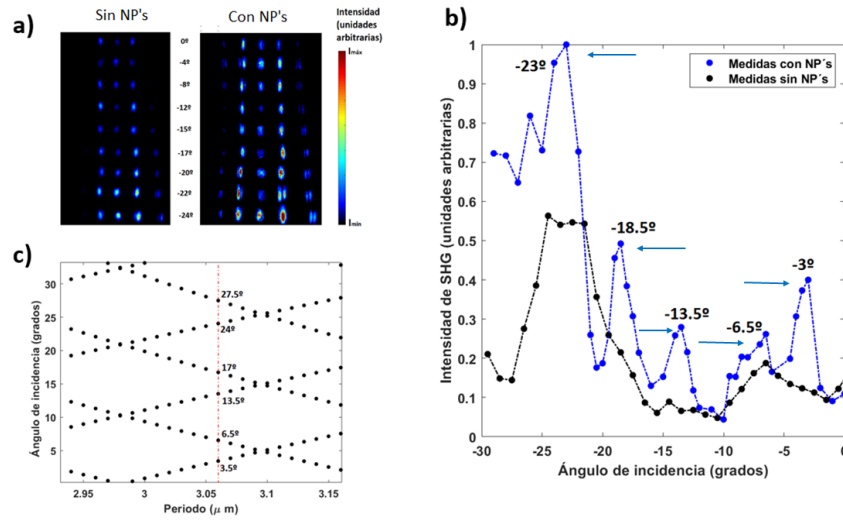 a)
Sin NP's
Con NP's
Intensidad
(unidades
arbitrarias)
Imáx
Imin
0º
-4º
-8º
-12º
-15º
-17º
-20º
-22º
-24º
b)
Intensidad de SHG (unidades arbitrarias)
1
0.9
0.8
0.7
0.6
0.5
0.4
0.3
0.2
0.1
0
-30
-25
-20
-15
-10
-5
0
Ángulo de incidencia (grados)
Medidas con NP´s
Medidas sin NP´s
-23º
-18.5º
-13.5º
-6.5º
-3º
c)
Ángulo de incidencia (grados)
30
25
20
15
10
5
2.95
3
3.05
3.1
3.15
Periodo (μ m)
27.5º
24º
17º
13.5º
6.5º
3.5º